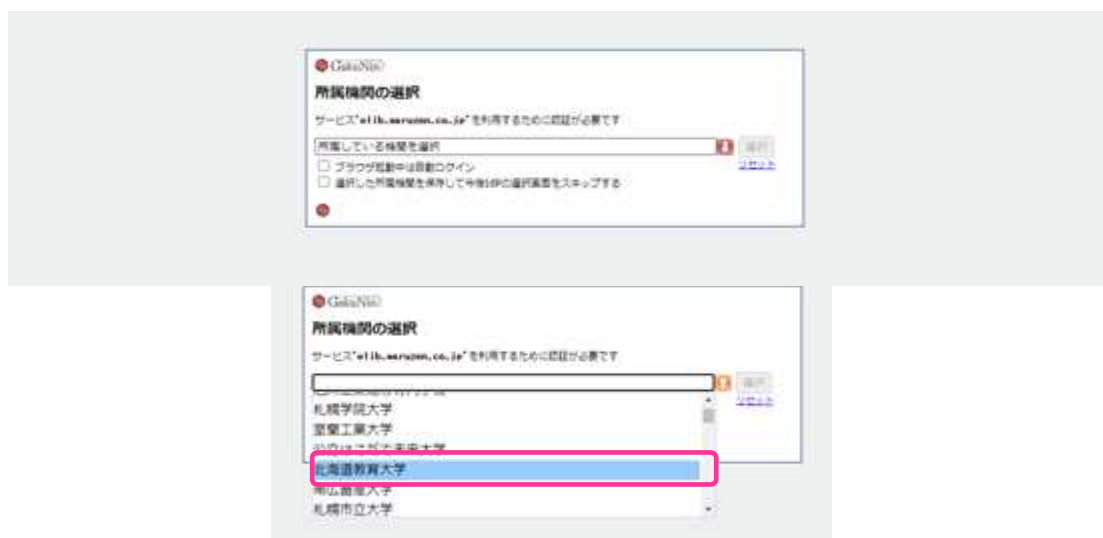 GakuNin
所属機関の選択
サービス'elib.maruzen.co.jp'を利用するために認証が必要です
所属している機関を選択
選択
ブラウザ起動中は自動ログイン
リセット
選択した所属機関を保存して今後IdPの選択画面をスキップする
GakuNin
所属機関の選択
サービス'elib.maruzen.co.jp'を利用するために認証が必要です
選択
リセット
札幌学院大学
室蘭工業大学
公立はこだて未来大学
北海道教育大学
帯広畜産大学
札幌市立大学